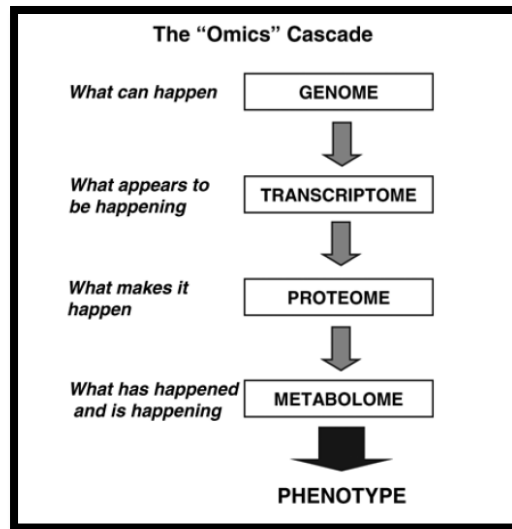 The “Omics” Cascade
What can happen
GENOME
What appears to
be happening
TRANSCRIPTOME
What makes it
happen
PROTEOME
What has happened
and is happening
METABOLOME
PHENOTYPE